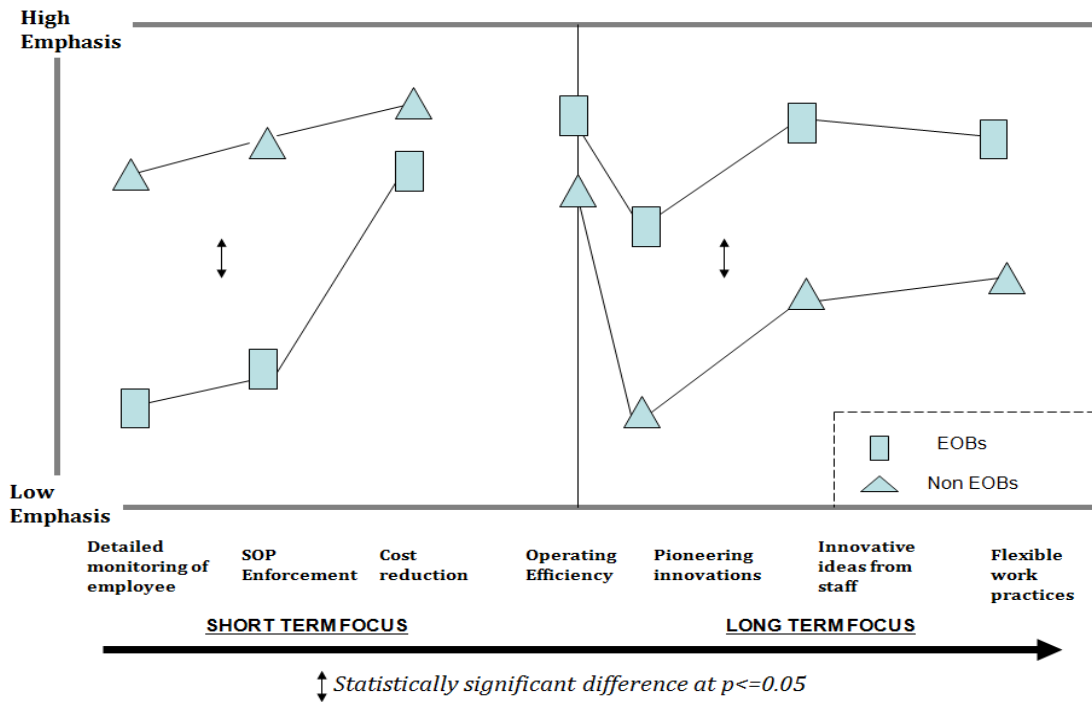 High
Emphasis
EOBs
Non EOBs
Low
Emphasis
Detailed
monitoring of
employee
SOP
Enforcement
Cost
reduction
Operating
Efficiency
Pioneering
innovations
Innovative
ideas from
staff
Flexible
work
practices
SHORT TERM FOCUS
LONG TERM FOCUS
Statistically significant difference at p<=0.05